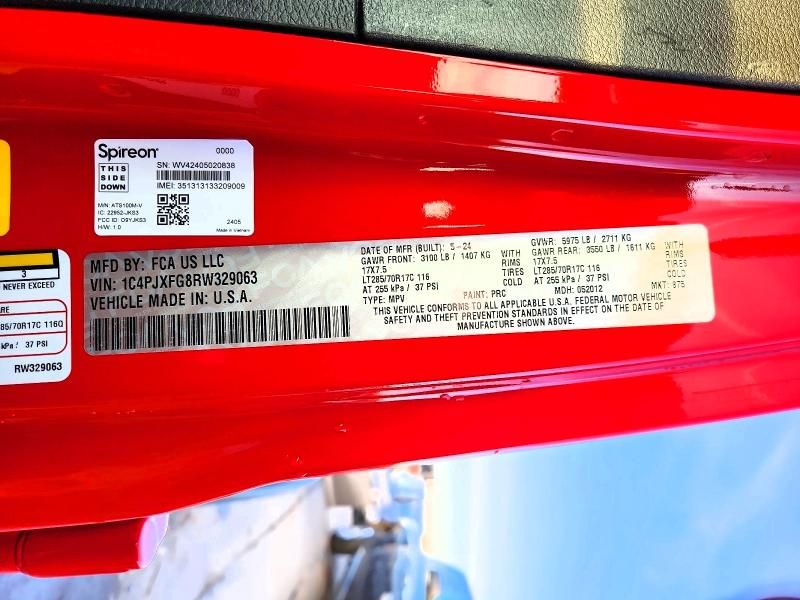 Spireon
0000
SN: WV42405020838
THIS
SIDE
DOWN
IMEI: 351313133209009
M/N: ATS100M-V
IC: 22952-JKS3
FCC ID: O9YJKS3
H/W: 1.0
2405
Made in Vietnam
3
NEVER EXCEED
85/70R17C 116Q
kPa / 37 PSI
RW329063
MFD BY: FCA US LLC
VIN: 1C4PJXFG8RW329063
VEHICLE MADE IN: U.S.A.
DATE OF MFR (BUILT): 5-24 GVWR: 5975 LB / 2711 KG
GAWR FRONT: 3100 LB / 1407 KG WITH GAWR REAR: 3550 LB / 1611 KG WITH
17X7.5 RIMS 17X7.5 RIMS
LT285/70R17C 116 TIRES LT285/70R17C 116 TIRES
AT 255 kPa / 37 PSI COLD AT 255 kPa / 37 PSI COLD
TYPE: MPV PAINT: PRC MDH: 052012 MKT: 875
THIS VEHICLE CONFORMS TO ALL APPLICABLE U.S.A. FEDERAL MOTOR VEHICLE
SAFETY AND THEFT PREVENTION STANDARDS IN EFFECT ON THE DATE OF
MANUFACTURE SHOWN ABOVE.